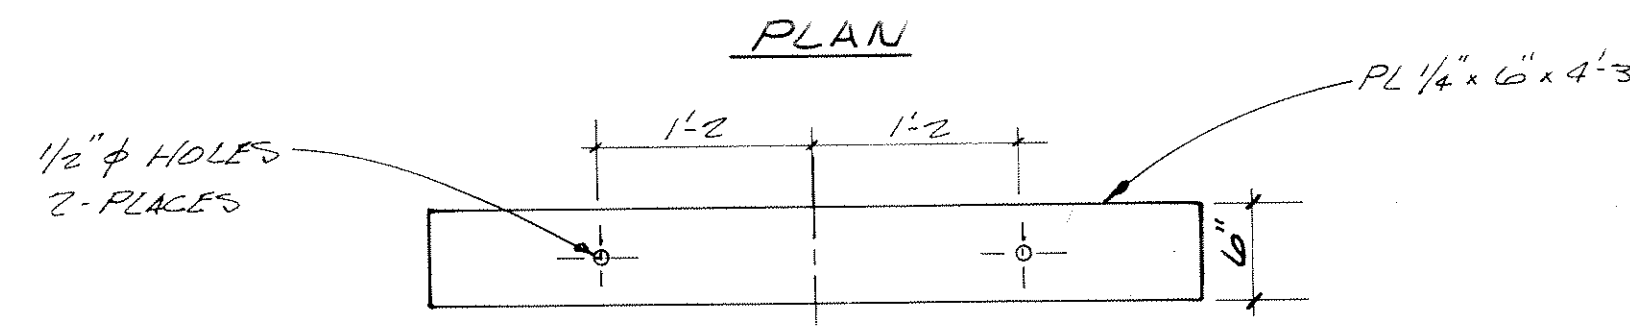 PLAN
PL 1/4" x 6" x 4'-3
1'-2
1'-2
1/2" φ HOLES
2-PLACES
6"